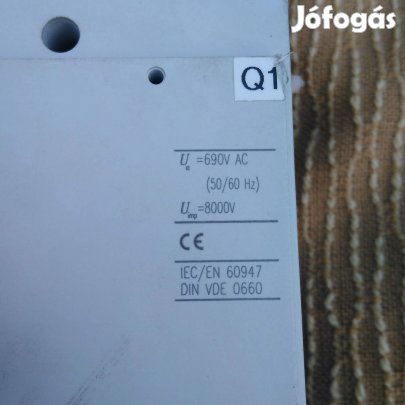 Jófogás
Q1
Ue =690V AC
(50/60 Hz)
Uimp=8000V
CE
IEC/EN 60947
DIN VDE 0660